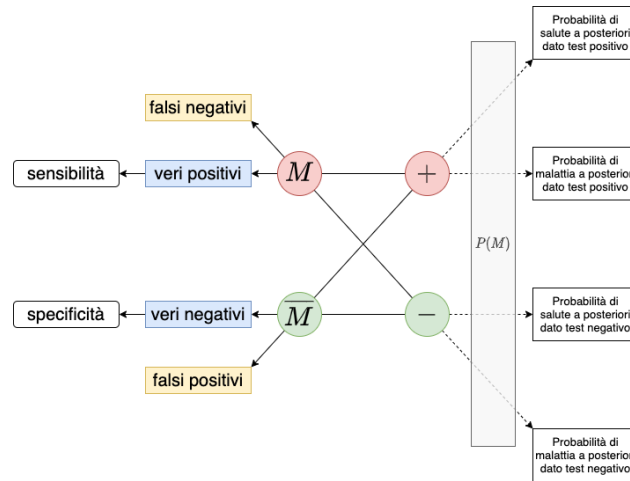 Probabilità di
salute a posteriori
dato test positivo
falsi negativi
sensibilità
veri positivi
M
+
Probabilità di
malattia a posteriori
dato test positivo
P(M)
specificità
veri negativi
M̅
−
Probabilità di
salute a posteriori
dato test negativo
falsi positivi
Probabilità di
malattia a posteriori
dato test negativo